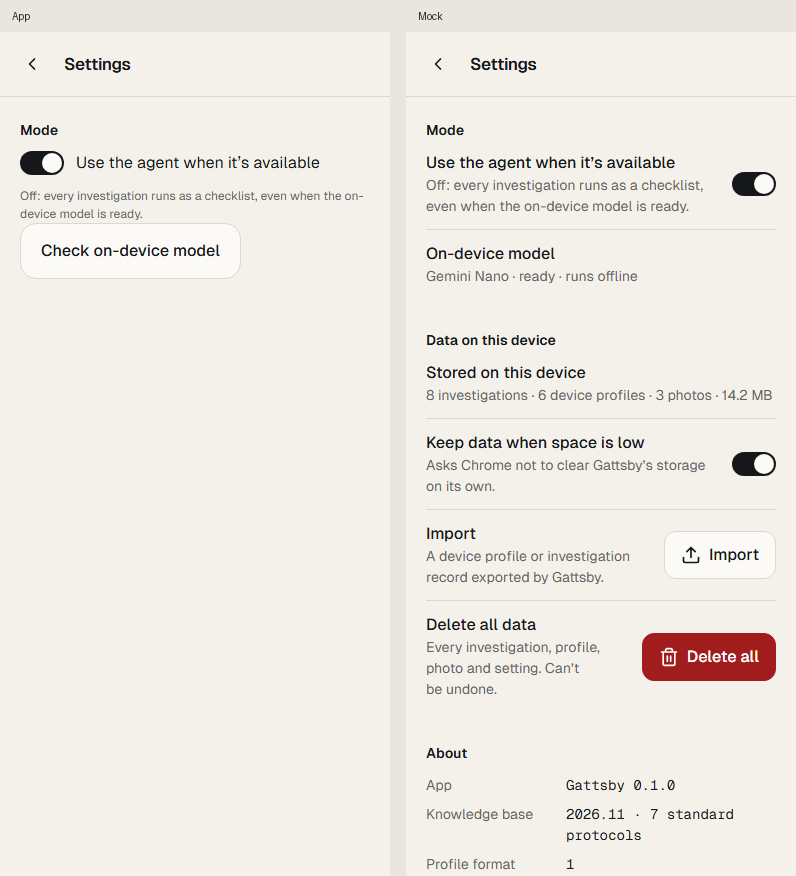 App
Settings
Mode
Use the agent when it's available
Off: every investigation runs as a checklist, even when the on-
device model is ready.
Check on-device model
Mock
Settings
Mode
Use the agent when it's available
Off: every investigation runs as a checklist,
even when the on-device model is ready.
On-device model
Gemini Nano · ready · runs offline
Data on this device
Stored on this device
8 investigations · 6 device profiles · 3 photos · 14.2 MB
Keep data when space is low
Asks Chrome not to clear Gattsby's storage
on its own.
Import
A device profile or investigation
record exported by Gattsby.
Import
Delete all data
Every investigation, profile,
photo and setting. Can't
be undone.
Delete all
About
App Gattsby 0.1.0
Knowledge base 2026.11 · 7 standard
protocols
Profile format 1